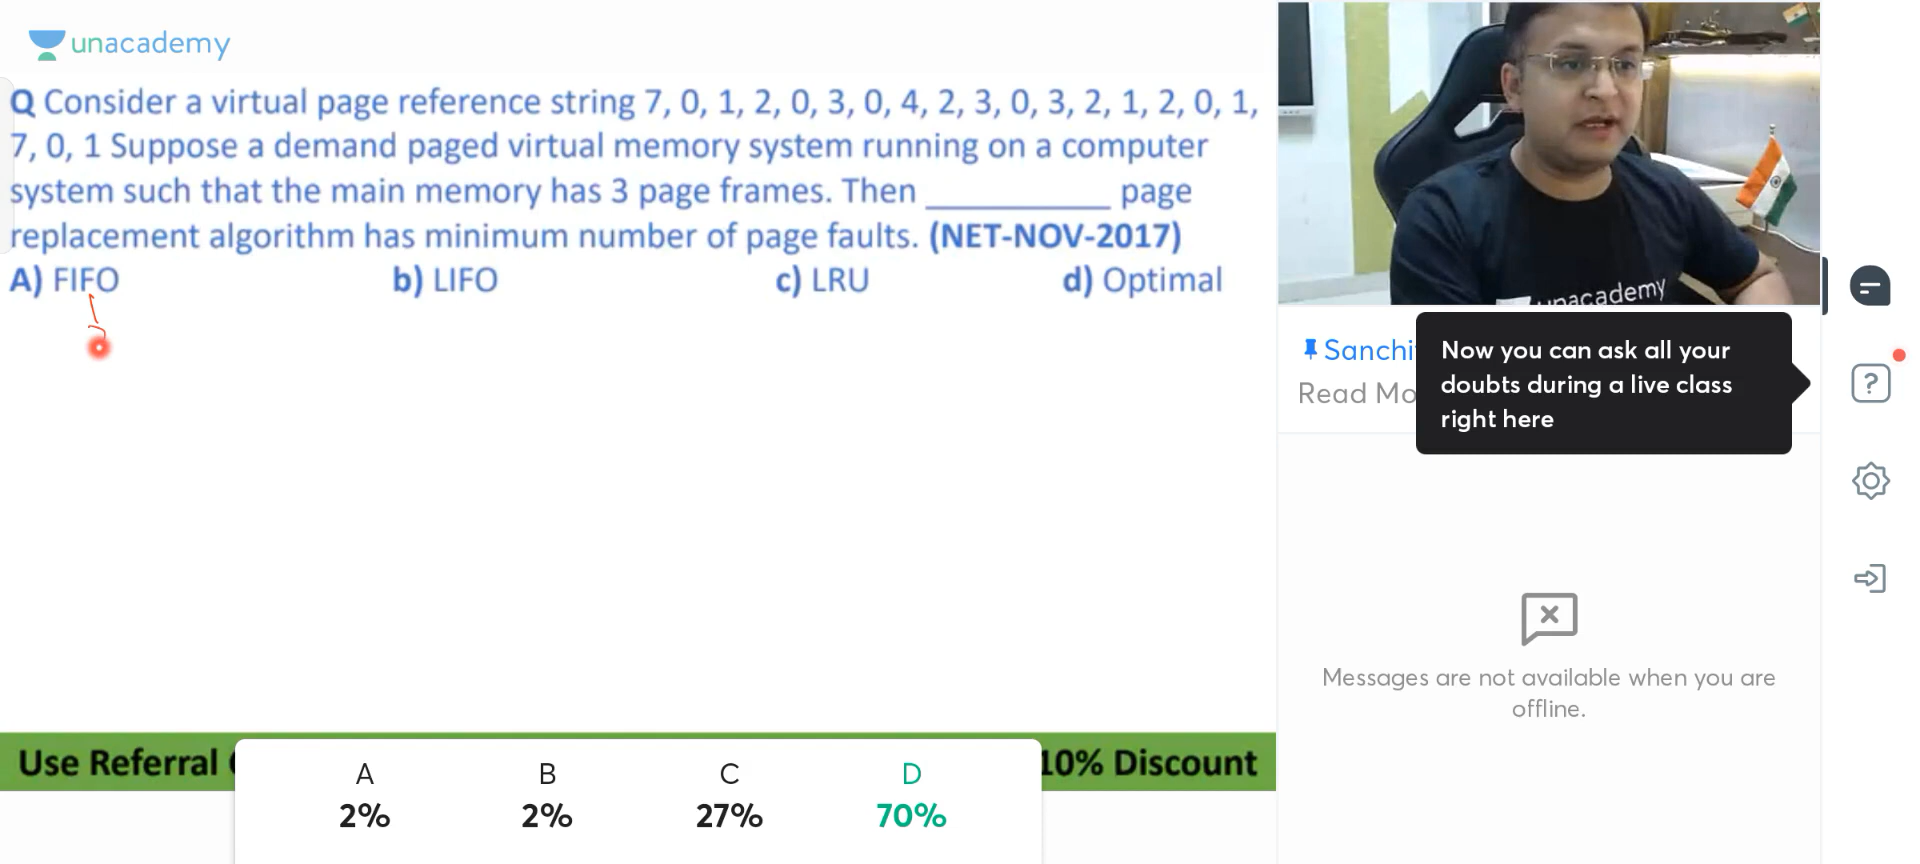 unacademy
Q Consider a virtual page reference string 7, 0, 1, 2, 0, 3, 0, 4, 2, 3, 0, 3, 2, 1, 2, 0, 1,
7, 0, 1 Suppose a demand paged virtual memory system running on a computer
system such that the main memory has 3 page frames. Then __________ page
replacement algorithm has minimum number of page faults. (NET-NOV-2017)
A) FIFO b) LIFO c) LRU d) Optimal
unacademy
Sanchi
Read Mo
Now you can ask all your
doubts during a live class
right here
?
Messages are not available when you are
offline.
Use Referral 10% Discount
A B C D
2% 2% 27% 70%